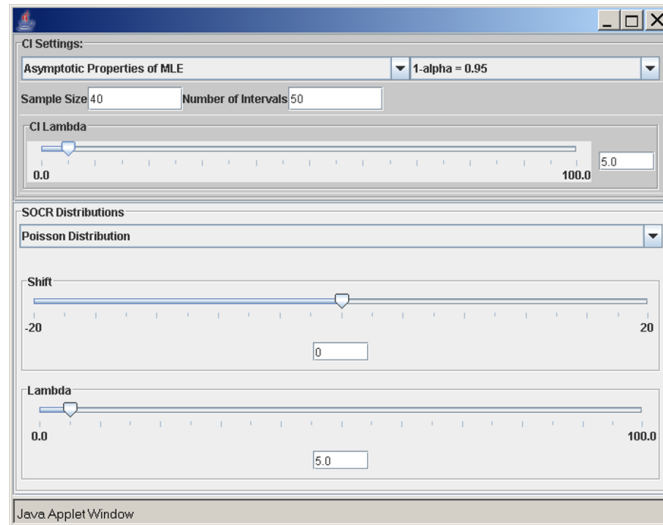 CI Settings:
Asymptotic Properties of MLE 1-alpha = 0.95
Sample Size 40 Number of Intervals 50
CI Lambda
5.0
0.0 100.0
SOCR Distributions
Poisson Distribution
Shift
-20 20
0
Lambda
0.0 100.0
5.0
Java Applet Window